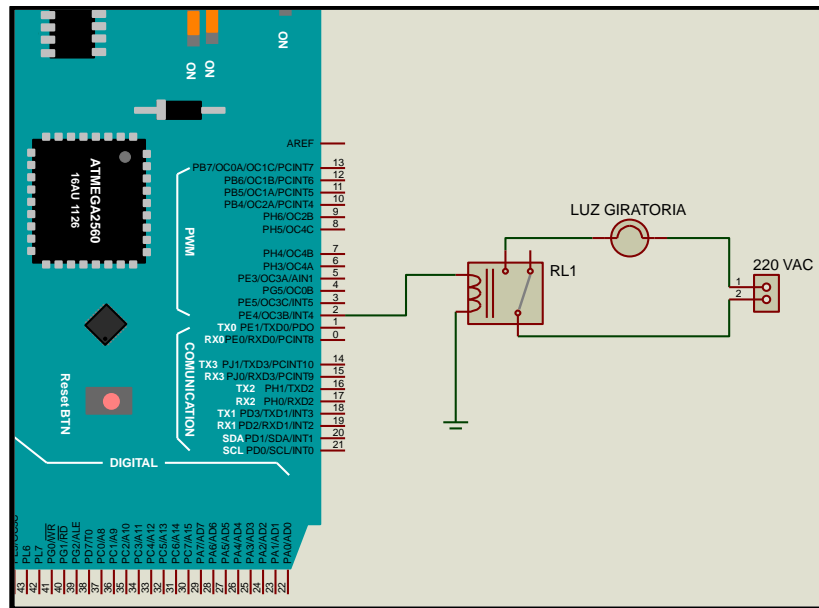 ON
ON
ON
ATMEGA2560
16AU 1126
AREF
PB7/OC0A/OC1C/PCINT7 13
PB6/OC1B/PCINT6 12
PB5/OC1A/PCINT5 11
PB4/OC2A/PCINT4 10
PH6/OC2B 9
PH5/OC4C 8
PWM
PH4/OC4B 7
PH3/OC4A 6
PE3/OC3A/AIN1 5
PG5/OC0B 4
PE5/OC3C/INT5 3
PE4/OC3B/INT4 2
TX0 PE1/TXD0/PDO 1
RX0 PE0/RXD0/PCINT8 0
COMUNICATION
TX3 PJ1/TXD3/PCINT10 14
RX3 PJ0/RXD3/PCINT9 15
TX2 PH1/TXD2 16
RX2 PH0/RXD2 17
TX1 PD3/TXD1/INT3 18
RX1 PD2/RXD1/INT2 19
SDA PD1/SDA/INT1 20
SCL PD0/SCL/INT0 21
Reset BTN
DIGITAL
PL6 43
PL7 42
PG0/WR 41
PG1/RD 40
PG2/ALE 39
PD7/T0 38
PC0/A8 37
PC1/A9 36
PC2/A10 35
PC3/A11 34
PC4/A12 33
PC5/A13 32
PC6/A14 31
PC7/A15 30
PA7/AD7 29
PA6/AD6 28
PA5/AD5 27
PA4/AD4 26
PA3/AD3 25
PA2/AD2 24
PA1/AD1 23
PA0/AD0 22
LUZ GIRATORIA
RL1
220 VAC
1
2